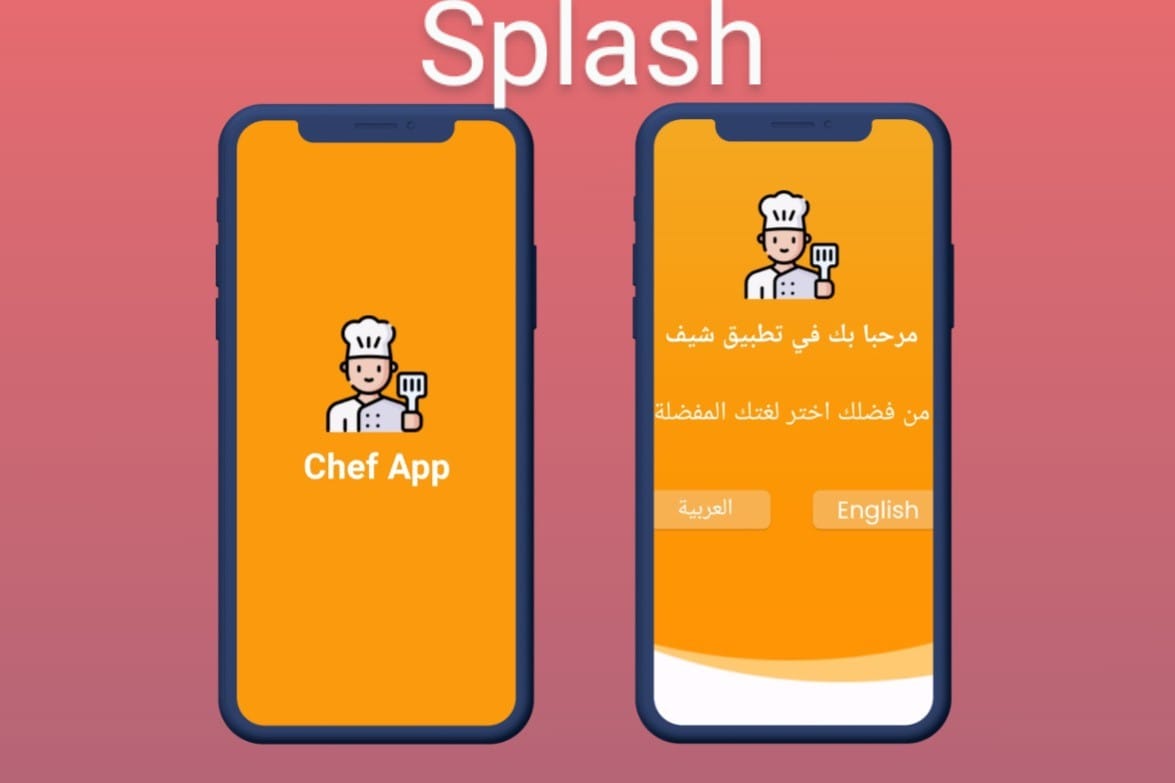 Splash
Chef App
مرحبا بك في تطبيق شيف
من فضلك اختر لغتك المفضلة
العربية
English